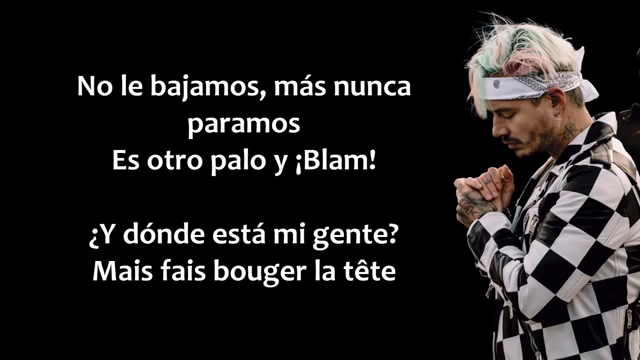 No le bajamos, más nunca
paramos
Es otro palo y ¡Blam!
¿Y dónde está mi gente?
Mais fais bouger la tête